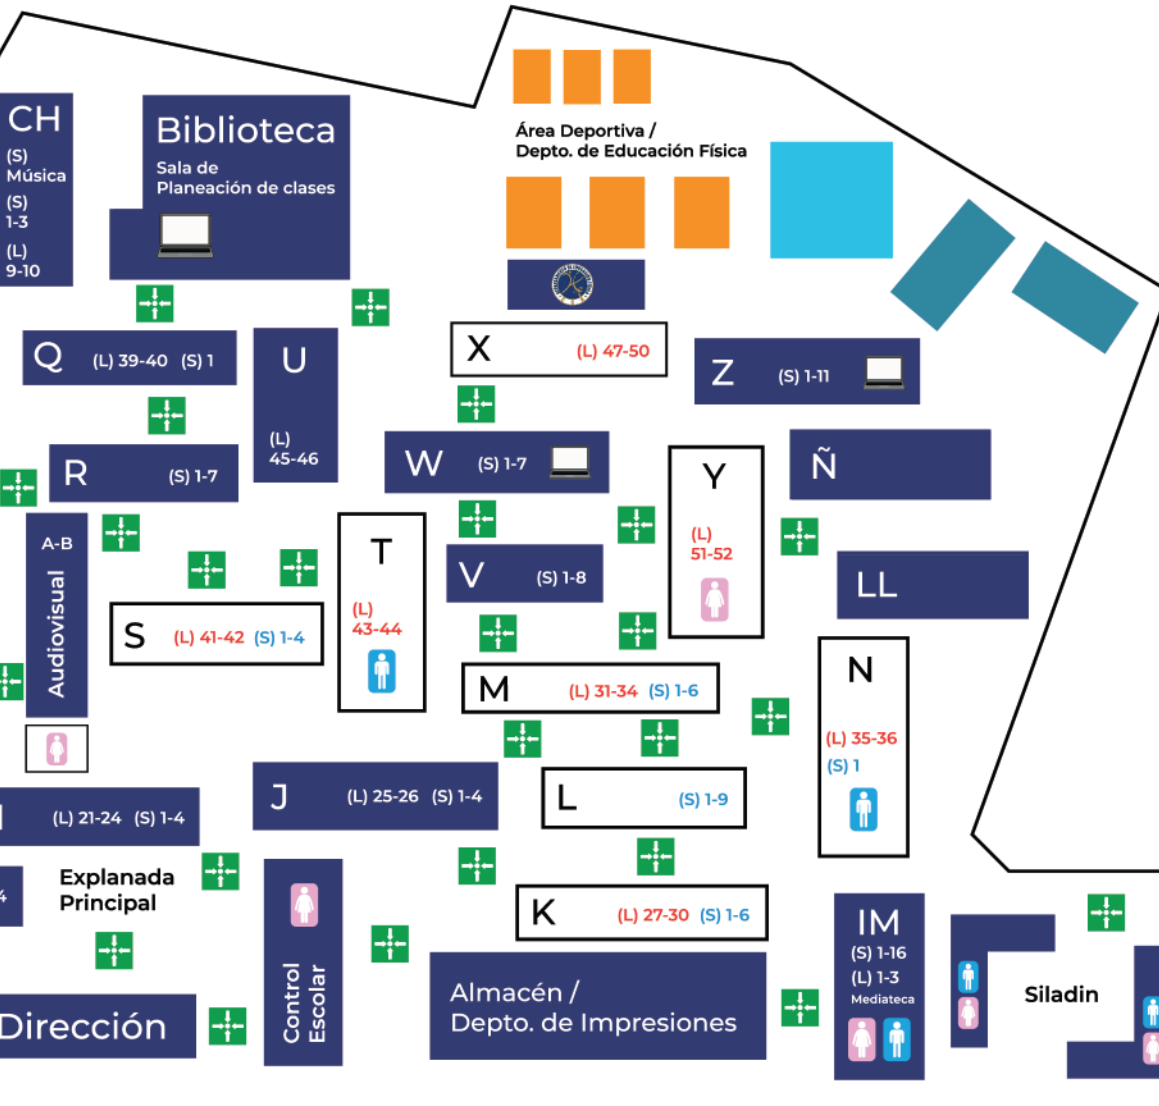 CH
(S)
Música
(S)
1-3
(L)
9-10
Biblioteca
Sala de
Planeación de clases
Área Deportiva /
Depto. de Educación Física
Q (L) 39-40 (S) 1
U
(L)
45-46
X (L) 47-50
Z (S) 1-11
R (S) 1-7
W (S) 1-7
Y
(L)
51-52
Ñ
A-B
Audiovisual
T
(L)
43-44
V (S) 1-8
LL
S (L) 41-42 (S) 1-4
M (L) 31-34 (S) 1-6
N
(L) 35-36
(S) 1
J (L) 25-26 (S) 1-4
L (S) 1-9
(L) 21-24 (S) 1-4
4
Explanada
Principal
K (L) 27-30 (S) 1-6
Control
Escolar
Dirección
Almacén /
Depto. de Impresiones
IM
(S) 1-16
(L) 1-3
Mediateca
Siladin